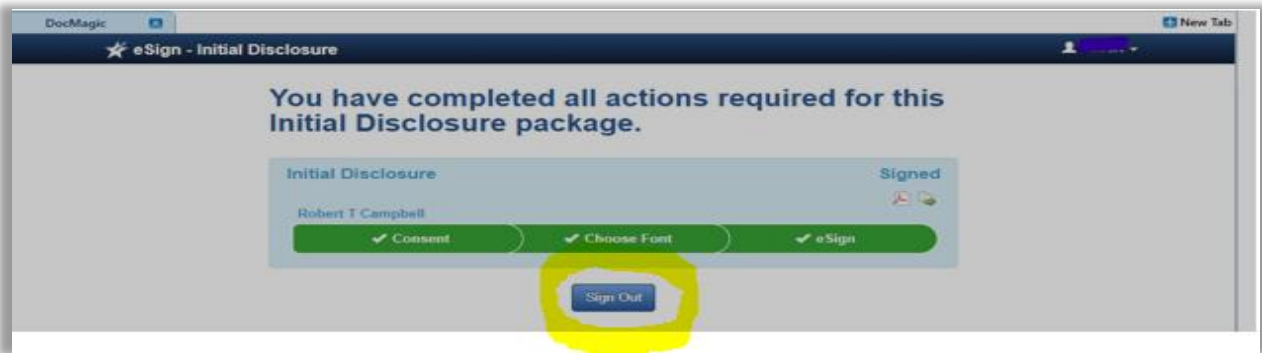 DocMagic
New Tab
eSign - Initial Disclosure
You have completed all actions required for this
Initial Disclosure package.
Initial Disclosure Signed
Robert T Campbell
Consent Choose Font eSign
Sign Out